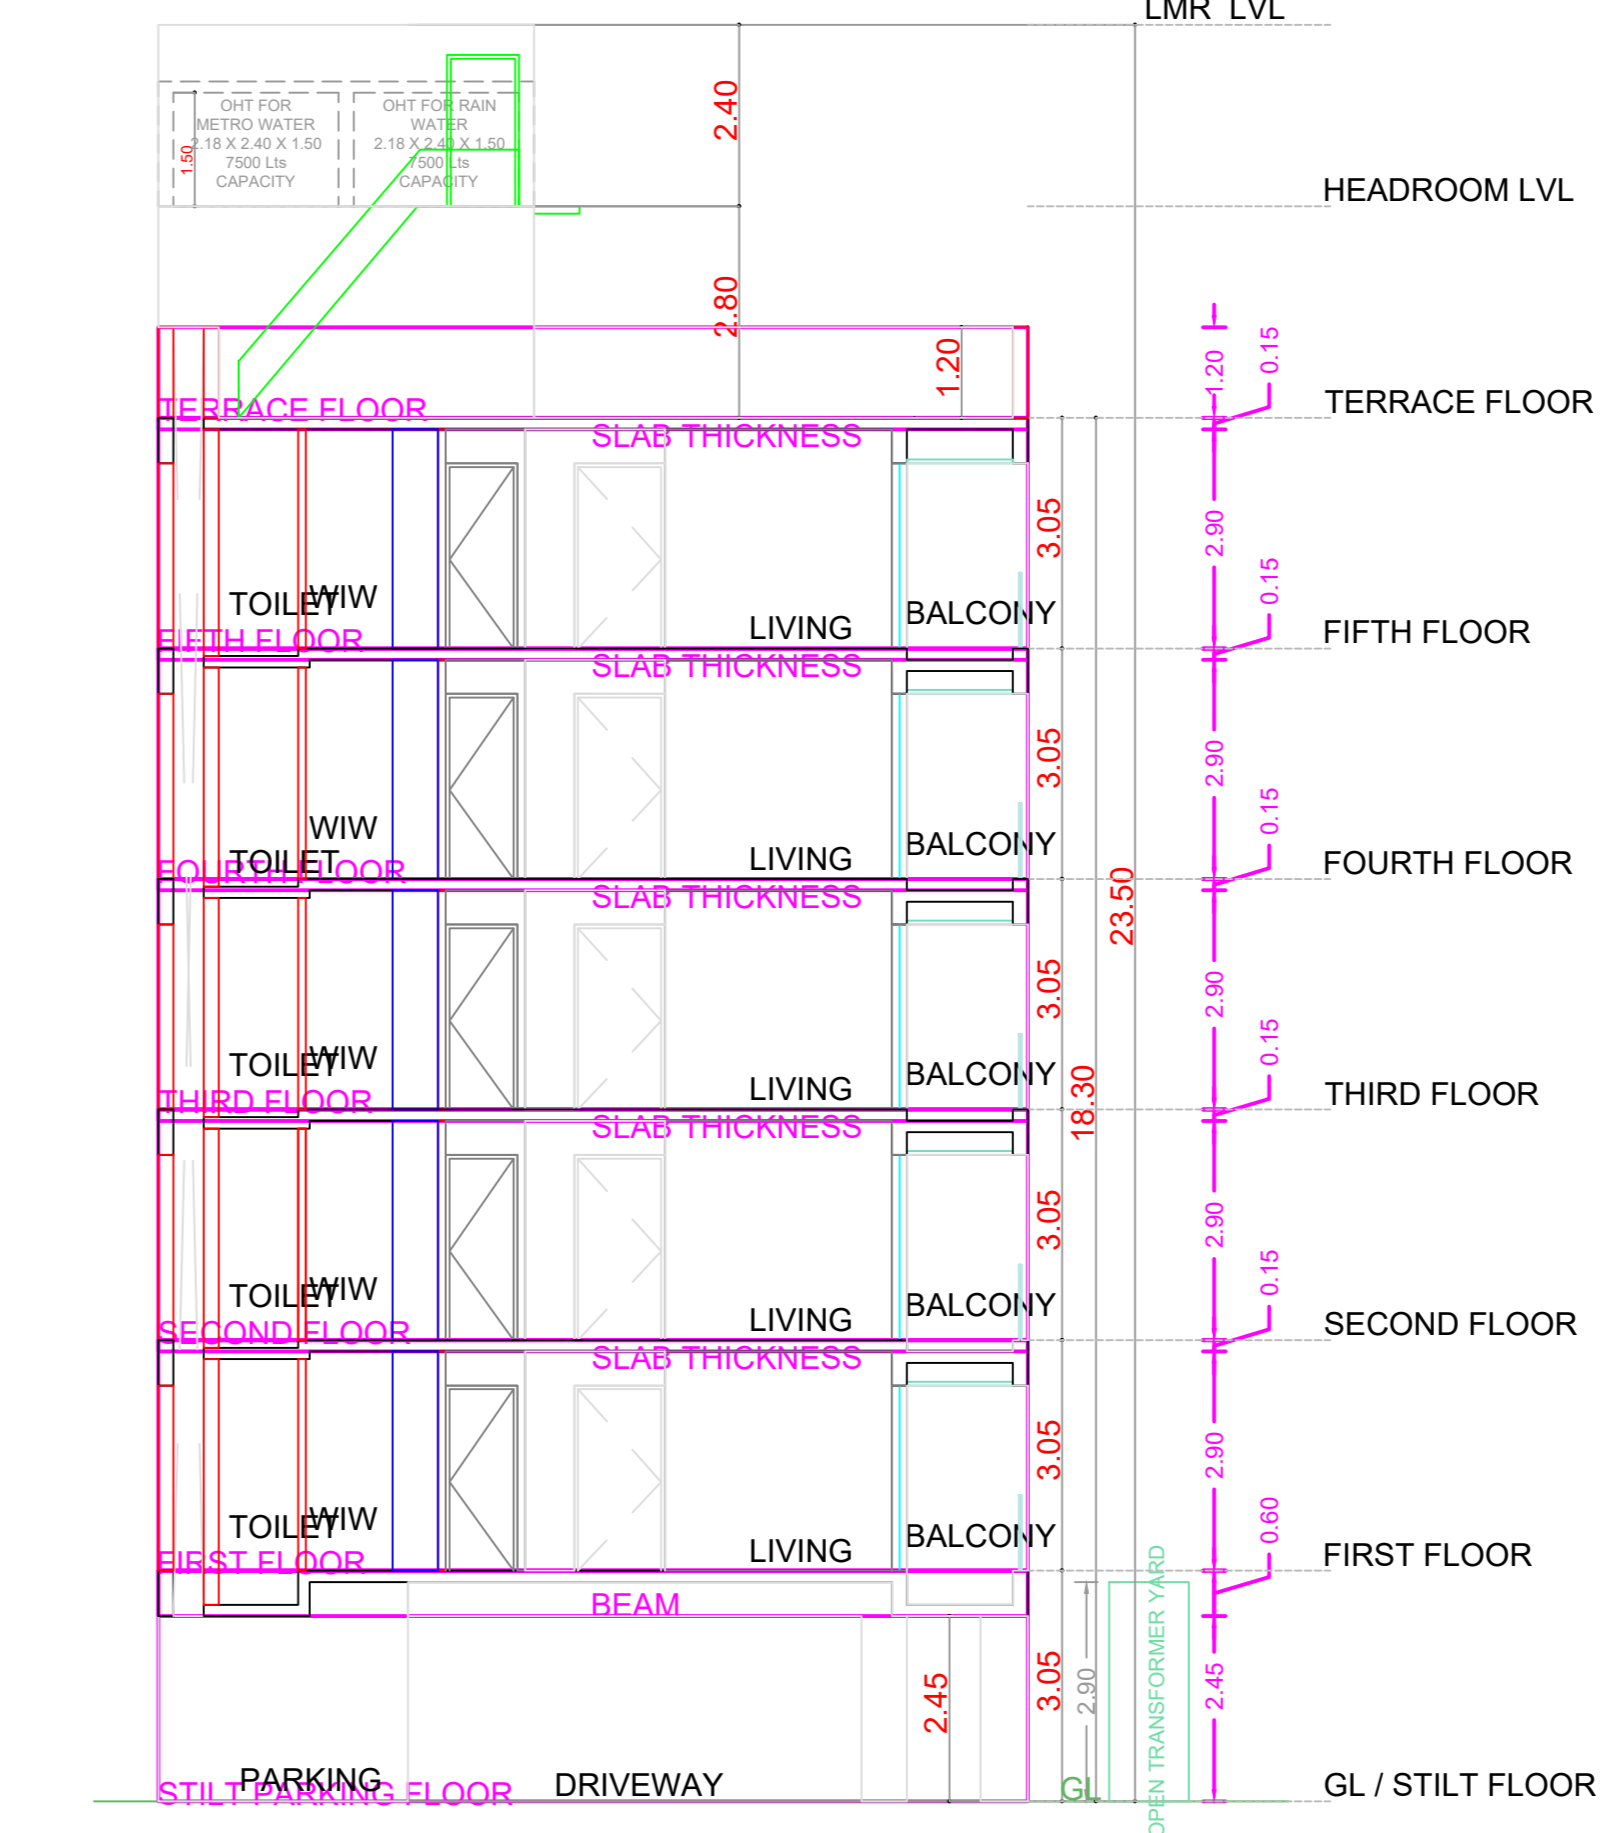 LMR LVL
OHT FOR
METRO WATER
2.18 X 2.40 X 1.50
7500 Lts
CAPACITY
OHT FOR RAIN
WATER
2.18 X 2.40 X 1.50
7500 Lts
CAPACITY
1.50
2.40
HEADROOM LVL
2.80
1.20
1.20
0.15
TERRACE FLOOR
TERRACE FLOOR
SLAB THICKNESS
3.05
2.90
0.15
TOILET
WIW
LIVING
BALCONY
FIFTH FLOOR
FIFTH FLOOR
SLAB THICKNESS
3.05
2.90
0.15
WIW
TOILET
LIVING
BALCONY
FOURTH FLOOR
FOURTH FLOOR
SLAB THICKNESS
23.50
3.05
2.90
0.15
TOILET
WIW
LIVING
BALCONY
THIRD FLOOR
THIRD FLOOR
18.30
SLAB THICKNESS
3.05
2.90
0.15
TOILET
WIW
LIVING
BALCONY
SECOND FLOOR
SECOND FLOOR
SLAB THICKNESS
3.05
2.90
0.60
TOILET
WIW
LIVING
BALCONY
FIRST FLOOR
FIRST FLOOR
BEAM
2.45
3.05
2.90
OPEN TRANSFORMER YARD
2.45
PARKING
STILT PARKING FLOOR
DRIVEWAY
GL
GL / STILT FLOOR